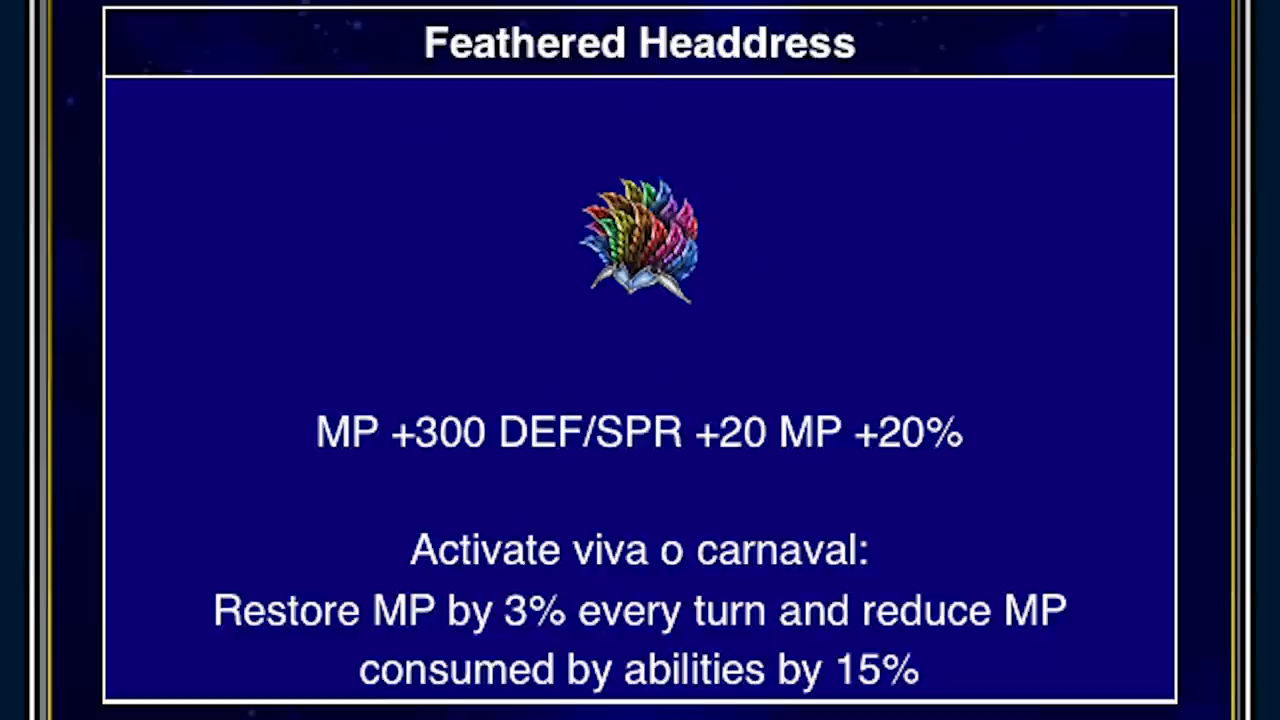 Feathered Headdress
MP +300 DEF/SPR +20 MP +20%
Activate viva o carnaval:
Restore MP by 3% every turn and reduce MP
consumed by abilities by 15%